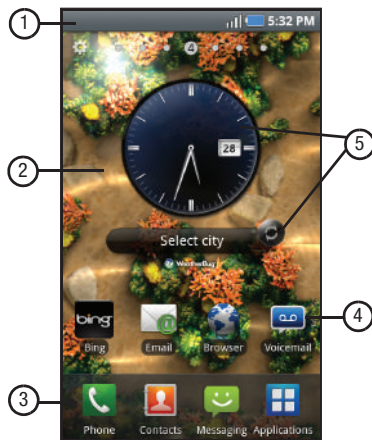 1
5:32 PM
4
5
2
28
Select city
WeatherBug
bing
4
Bing
Email
Browser
Voicemail
3
Phone
Contacts
Messaging
Applications